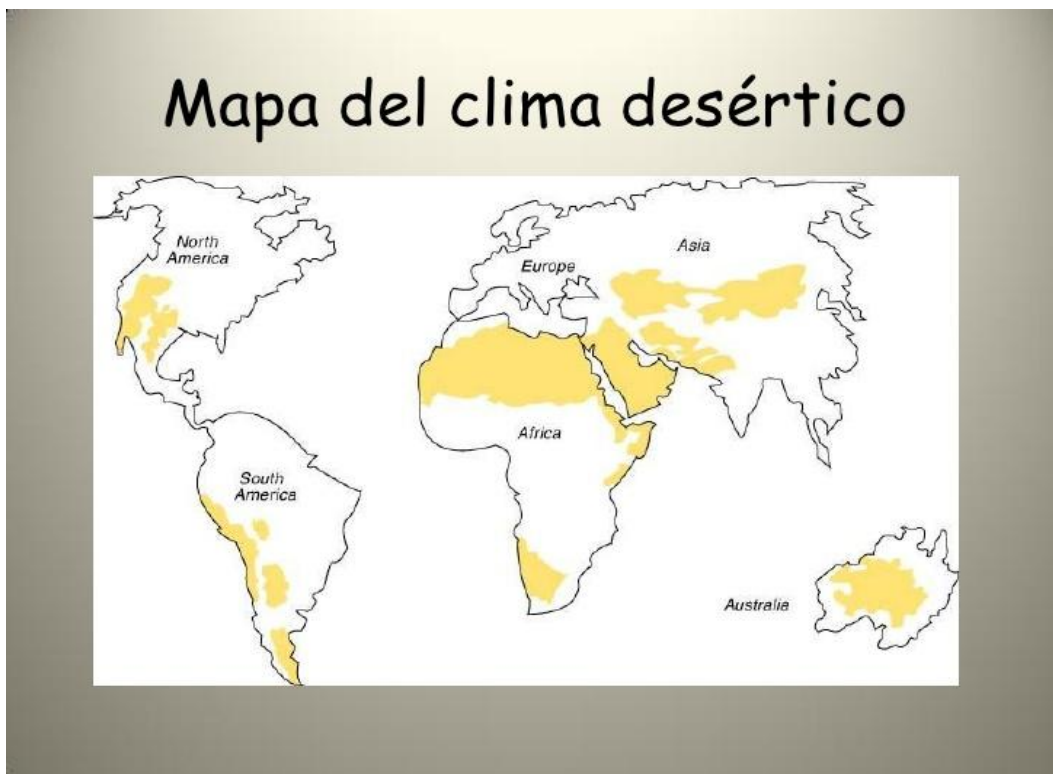 Mapa del clima desértico
North
America
Europe
Asia
Africa
South
America
Australia